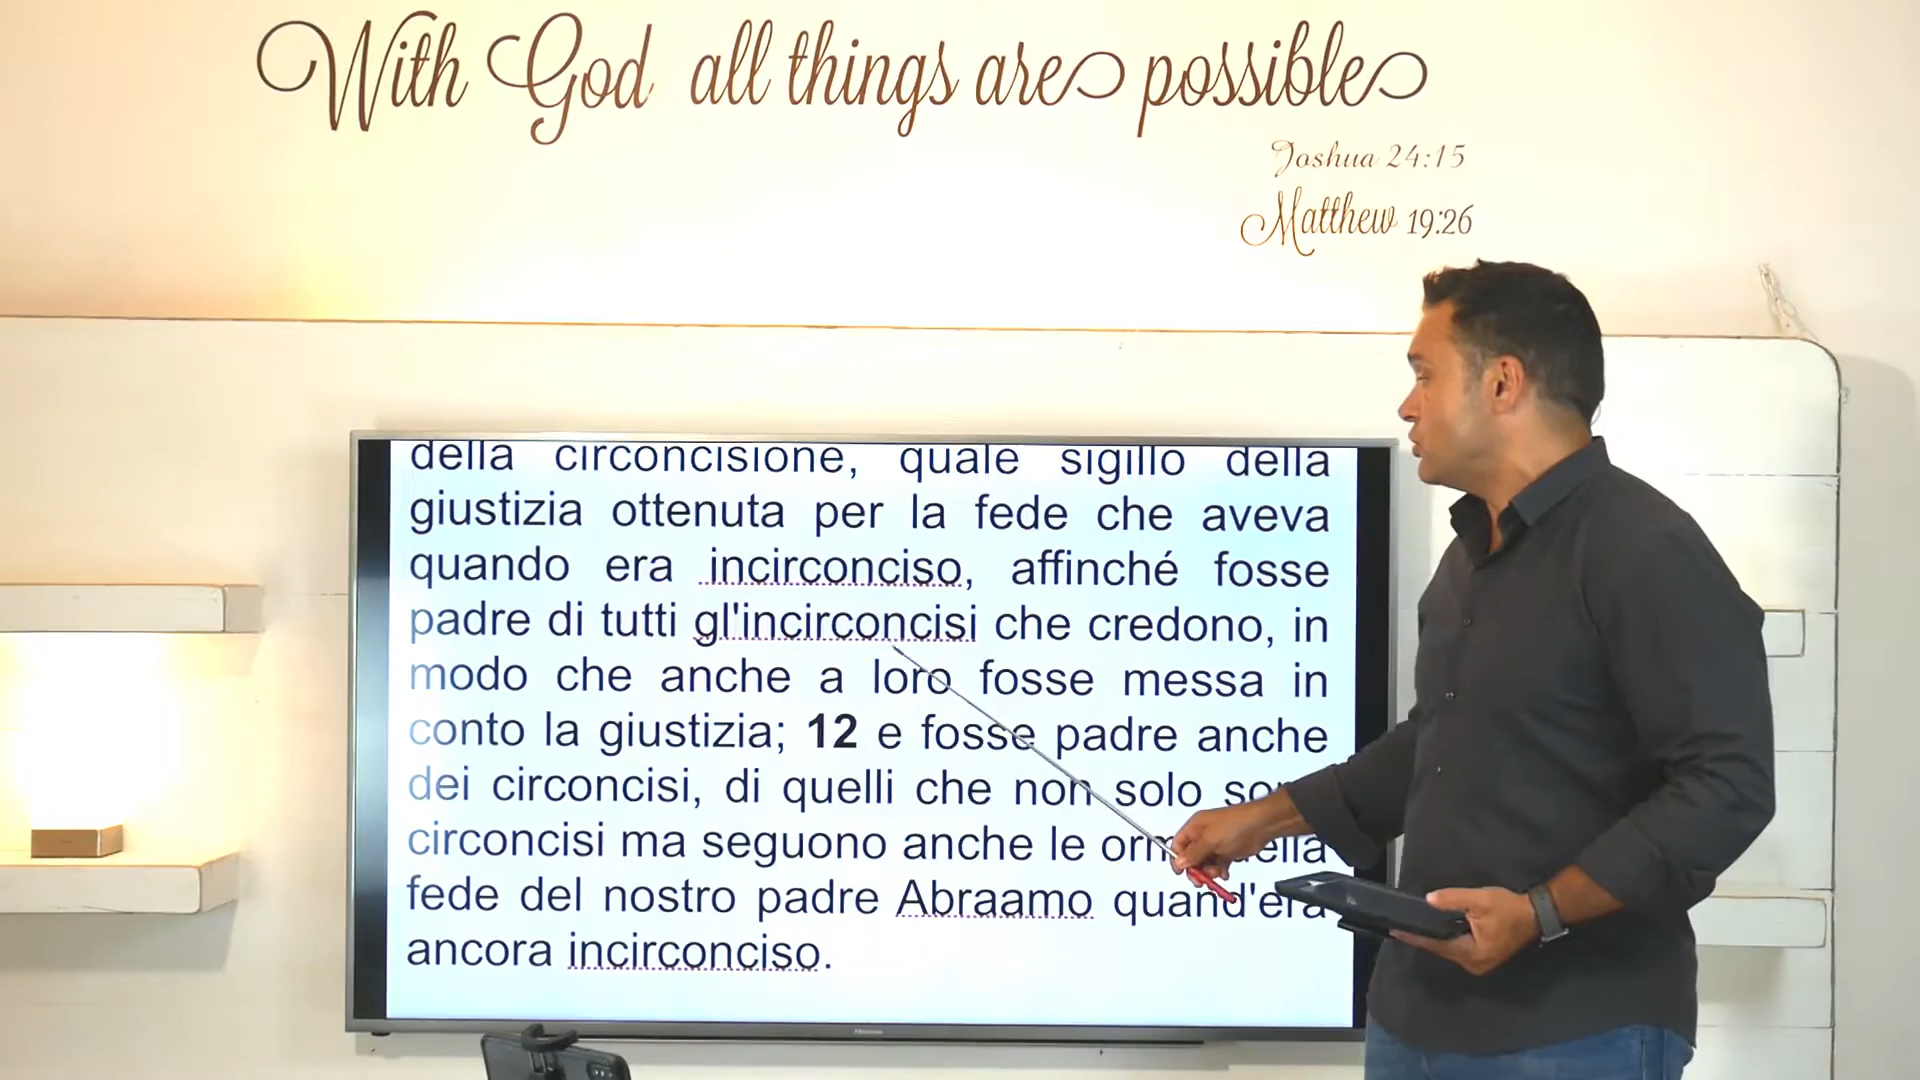 With God all things are possible
Joshua 24:15
Matthew 19:26
della circoncisione, quale sigillo della
giustizia ottenuta per la fede che aveva
quando era incirconciso, affinché fosse
padre di tutti gl'incirconcisi che credono, in
modo che anche a loro fosse messa in
conto la giustizia; 12 e fosse padre anche
dei circoncisi, di quelli che non solo
circoncisi ma seguono anche le
fede del nostro padre Abraamo quand'era
ancora incirconciso.
Hisense